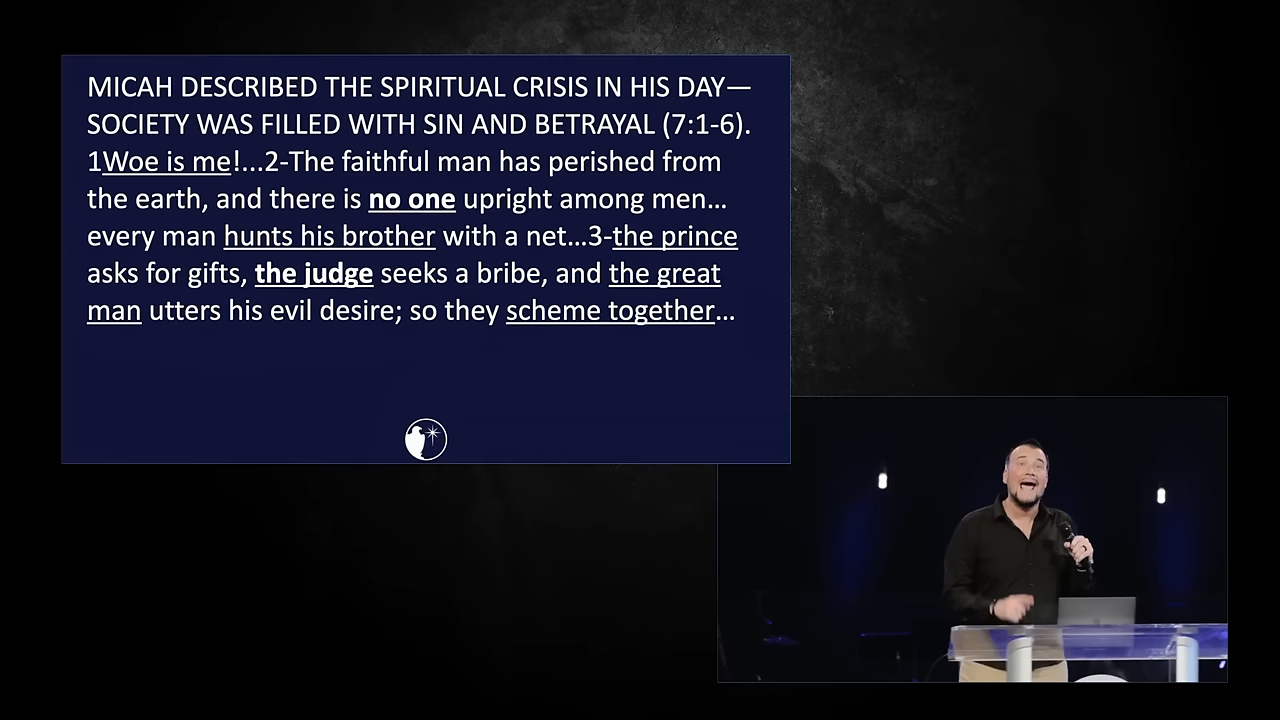 MICAH DESCRIBED THE SPIRITUAL CRISIS IN HIS DAY—
SOCIETY WAS FILLED WITH SIN AND BETRAYAL (7:1-6).
1Woe is me!...2-The faithful man has perished from
the earth, and there is no one upright among men…
every man hunts his brother with a net…3-the prince
asks for gifts, the judge seeks a bribe, and the great
man utters his evil desire; so they scheme together…